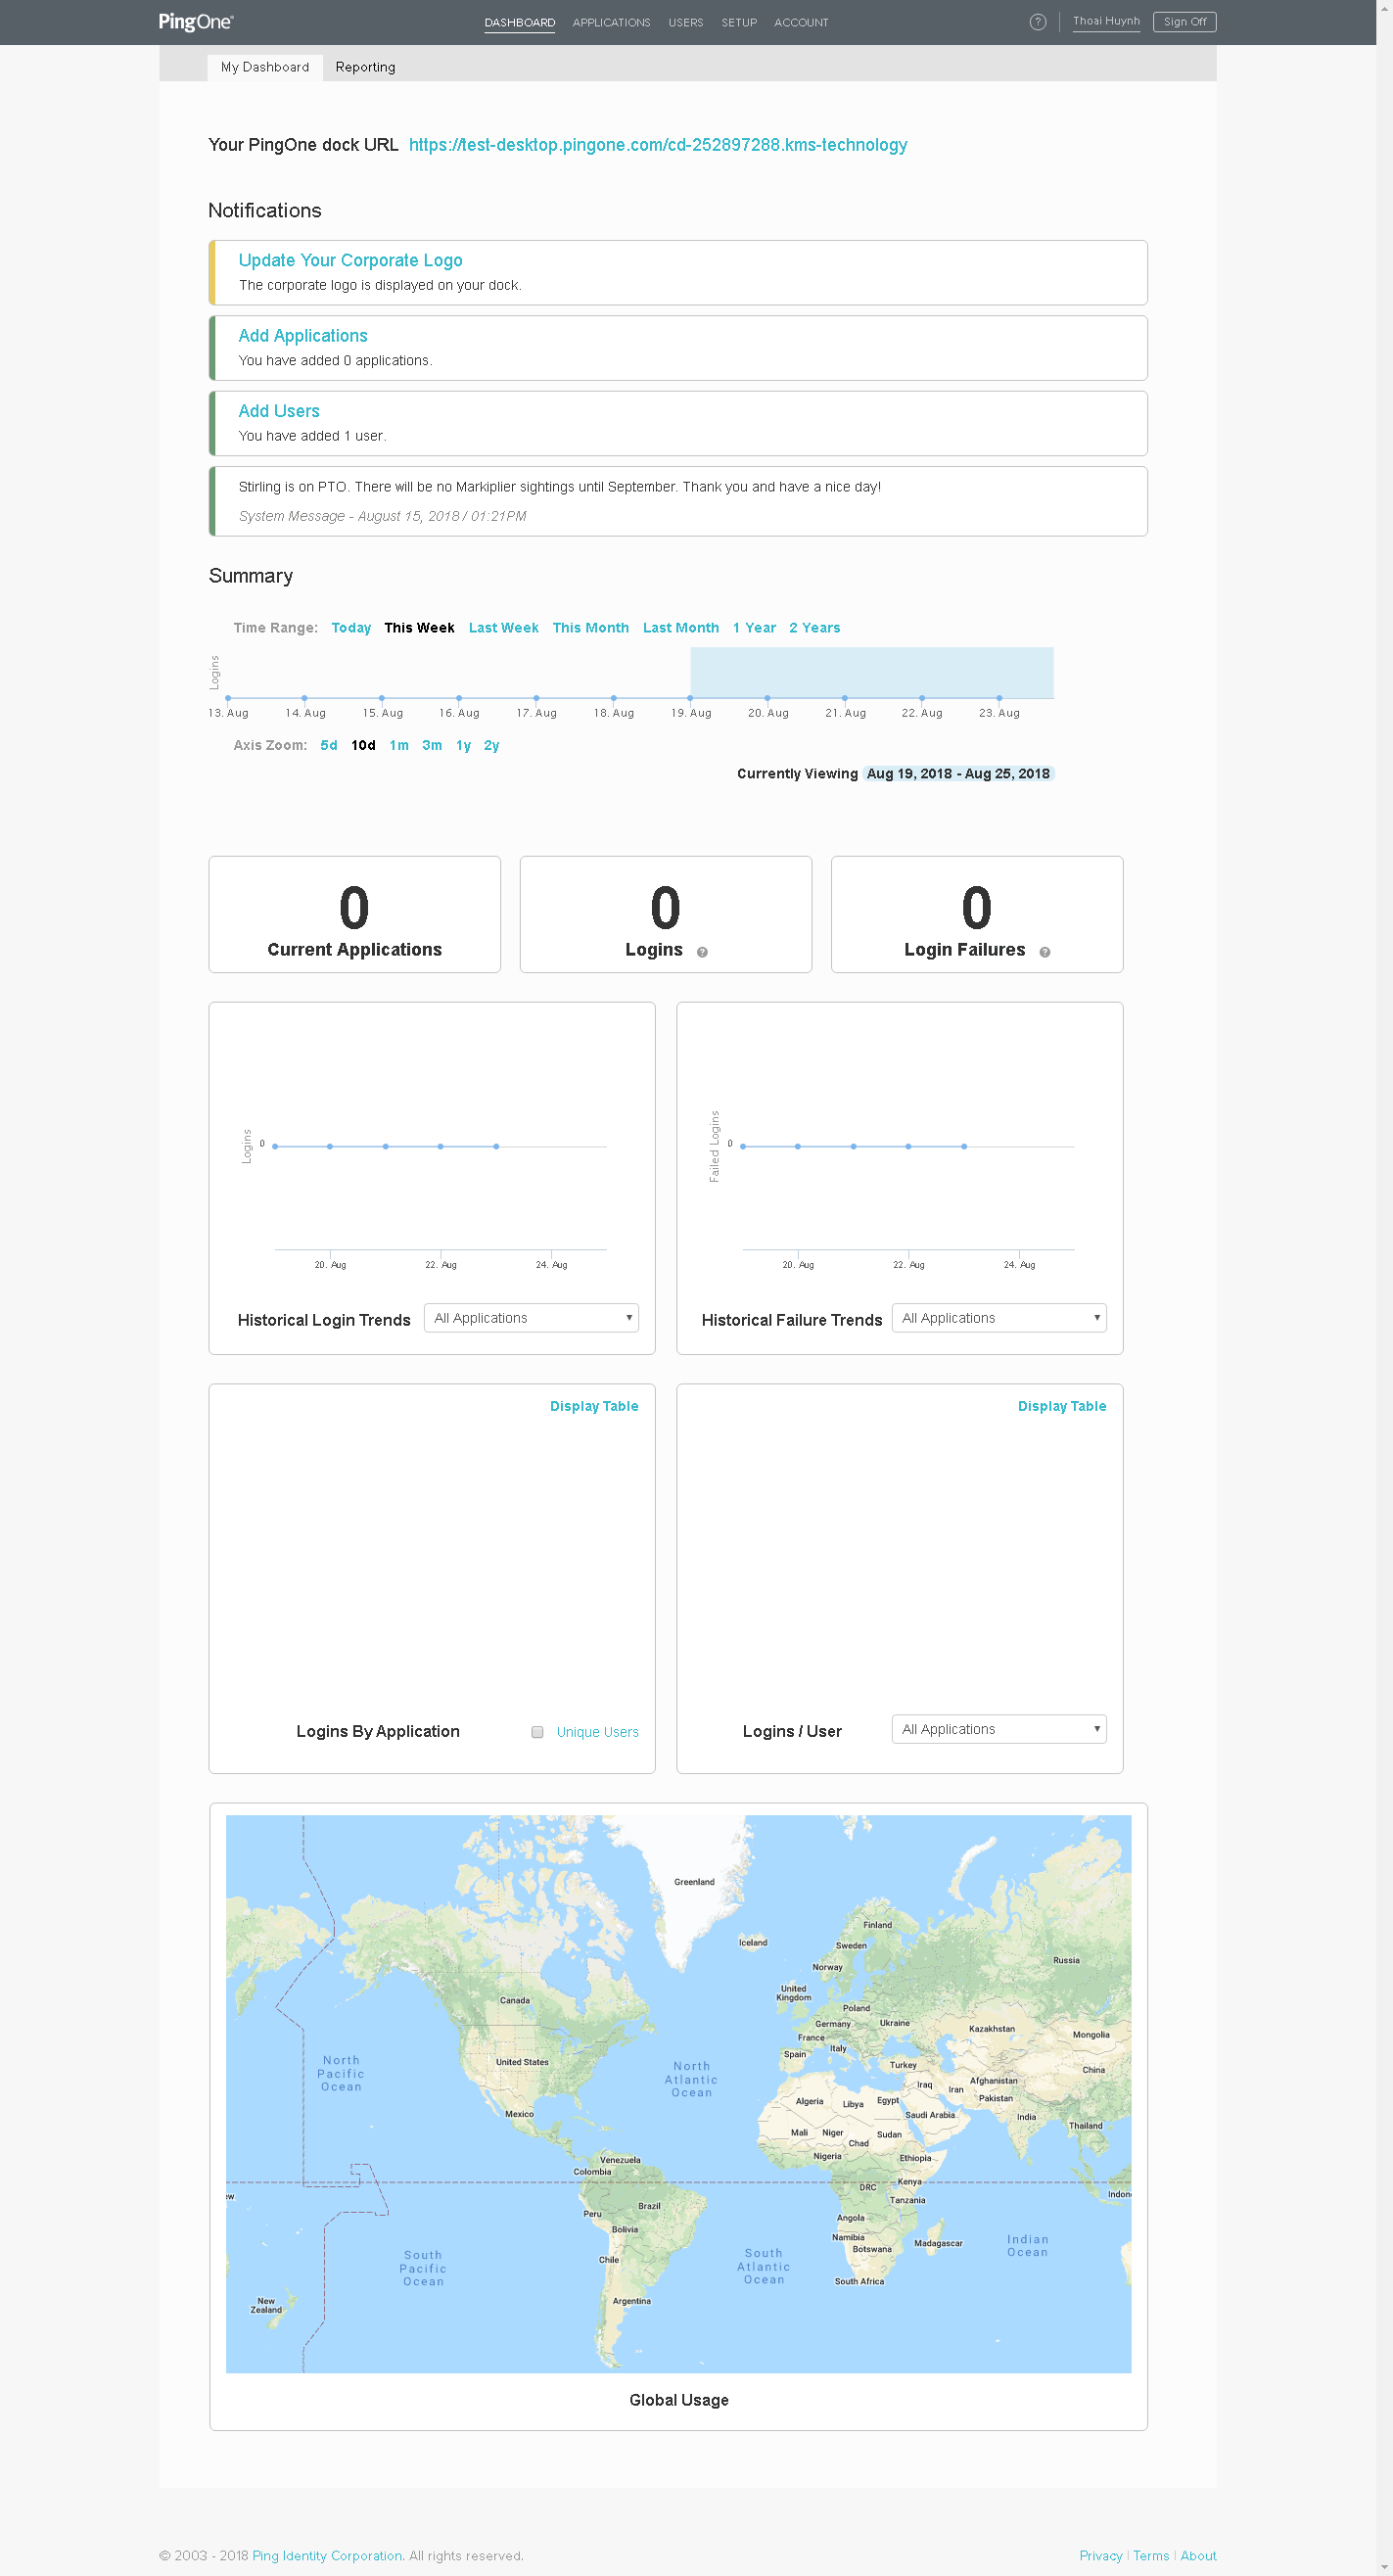 PingOne
DASHBOARD APPLICATIONS USERS SETUP ACCOUNT
? Thoai Huynh Sign Off
My Dashboard Reporting
Your PingOne dock URL https://test-desktop.pingone.com/cd-252897288.kms-technology
Notifications
Update Your Corporate Logo
The corporate logo is displayed on your dock.
Add Applications
You have added 0 applications.
Add Users
You have added 1 user.
Stirling is on PTO. There will be no Markiplier sightings until September. Thank you and have a nice day!
System Message - August 15, 2018 / 01:21PM
Summary
Time Range: Today This Week Last Week This Month Last Month 1 Year 2 Years
Logins
13. Aug 14. Aug 15. Aug 16. Aug 17. Aug 18. Aug 19. Aug 20. Aug 21. Aug 22. Aug 23. Aug
Axis Zoom: 5d 10d 1m 3m 1y 2y
Currently Viewing Aug 19, 2018 - Aug 25, 2018
0
Current Applications
0
Logins ?
0
Login Failures ?
Logins
0
20. Aug 22. Aug 24. Aug
Historical Login Trends All Applications
Failed Logins
0
20. Aug 22. Aug 24. Aug
Historical Failure Trends All Applications
Display Table
Logins By Application Unique Users
Display Table
Logins / User All Applications
Greenland
Iceland
Finland
Sweden
Norway
Russia
United
Kingdom
Canada
Poland
Germany
Ukraine
France
Kazakhstan
Mongolia
Spain
Italy
United States
North
Pacific
Ocean
North
Atlantic
Ocean
Turkey
China
Iraq
Iran
Afghanistan
Pakistan
Algeria
Libya
Egypt
Saudi Arabia
India
Mexico
Thailand
Mali
Niger
Chad
Sudan
Nigeria
Ethiopia
Venezuela
Colombia
DRC
Kenya
Tanzania
Indon
ew
Peru
Brazil
Bolivia
Angola
Namibia
Botswana
Madagascar
Indian
Ocean
South
Pacific
Ocean
South
Atlantic
Ocean
Chile
South Africa
New
Zealand
Argentina
Global Usage
© 2003 - 2018 Ping Identity Corporation. All rights reserved.
Privacy | Terms | About